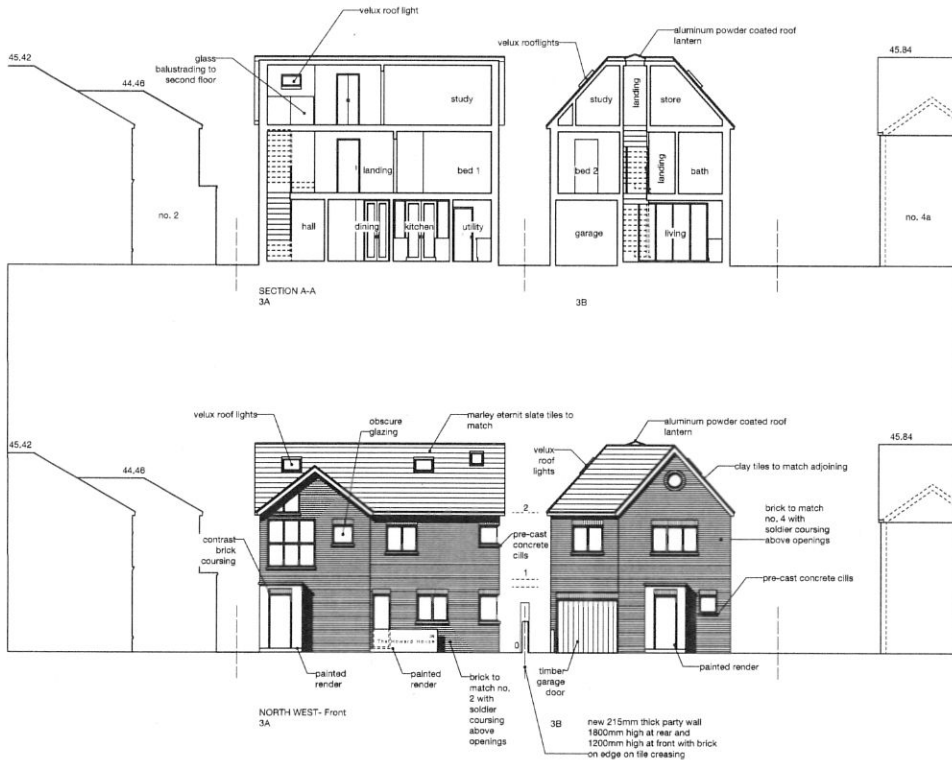 velux roof light
glass
balustrading to
second floor
aluminum powder coated roof
lantern
velux rooflights
45,42
44,46
45.84
study
study
landing
store
landing
bed 1
bed 2
landing
bath
no. 2
no. 4a
hall
dining
kitchen
utility
garage
living
SECTION A-A
3A
3B
velux roof lights
obscure
glazing
marley eternit slate tiles to
match
aluminum powder coated roof
lantern
45,42
44,46
velux
roof
lights
45.84
clay tiles to match adjoining
2
brick to match
no. 4 with
soldier coursing
above openings
contrast
brick
coursing
pre-cast
concrete
cills
1
pre-cast concrete cills
0
painted
render
painted
render
brick to
match no.
2 with
soldier
coursing
above
openings
timber
garage
door
painted render
NORTH WEST- Front
3A
3B
new 215mm thick party wall
1800mm high at rear and
1200mm high at front with brick
on edge on tile creasing